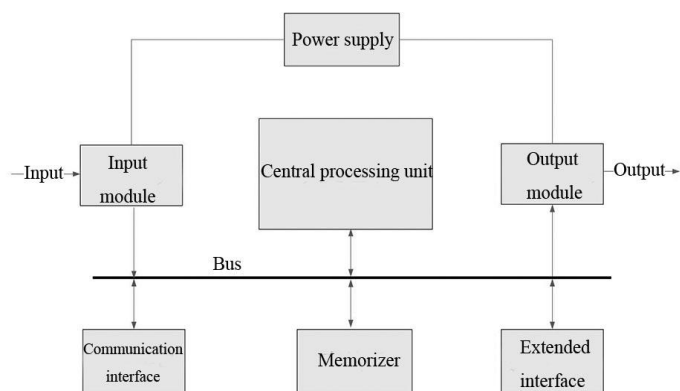 Power supply
Input
Input
module
Central processing unit
Output
module
Output
Bus
Communication
interface
Memorizer
Extended
interface